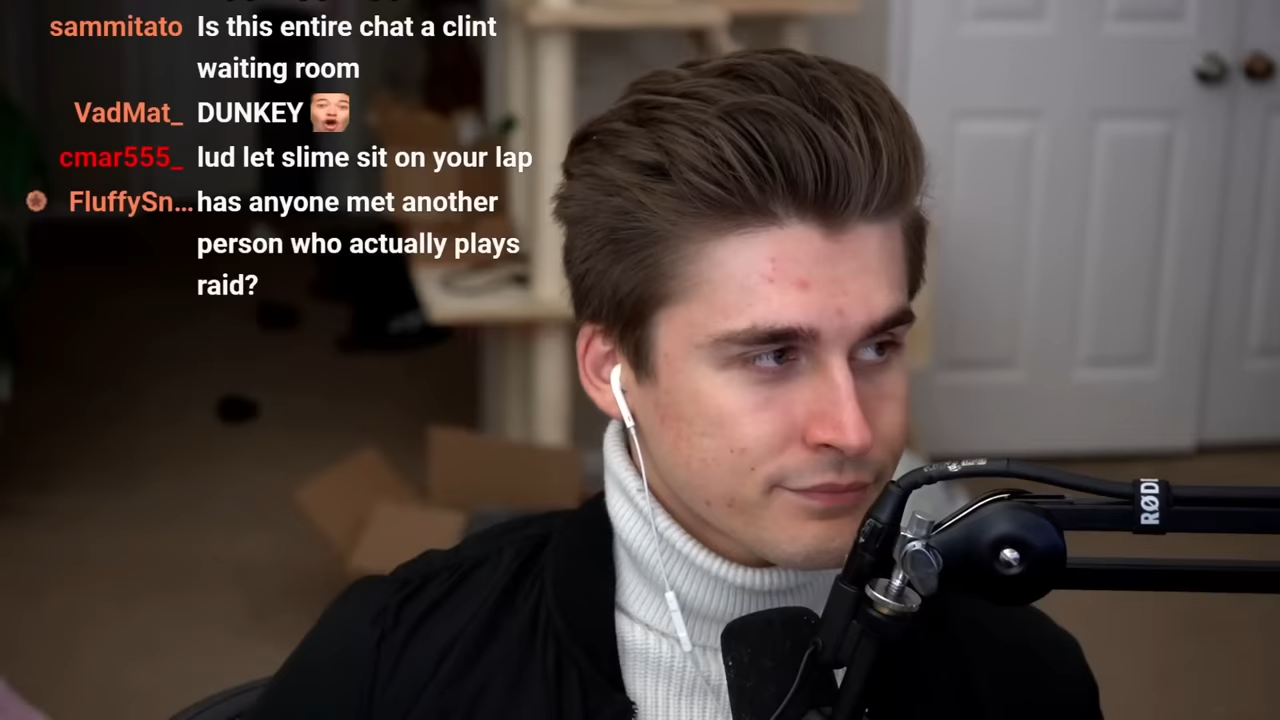 sammitato Is this entire chat a clint
waiting room
VadMat_ DUNKEY
cmar555_ lud let slime sit on your lap
FluffySn... has anyone met another
person who actually plays
raid?
RØDE